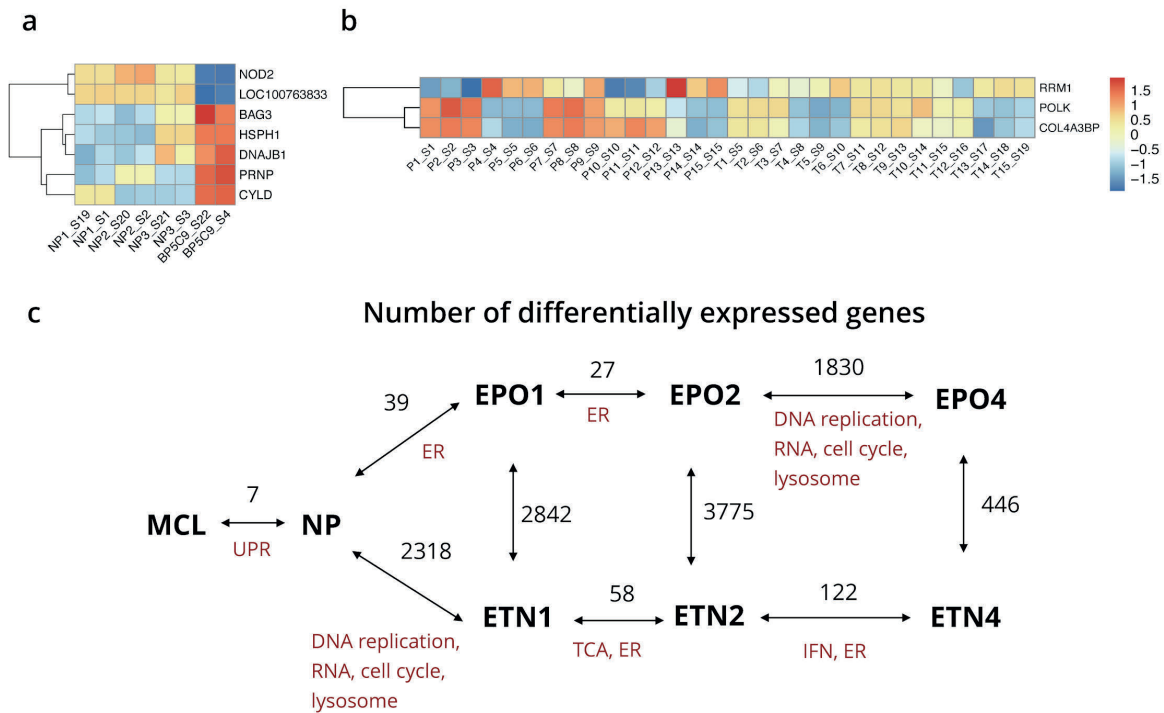 a
NOD2
LOC100763833
BAG3
HSPH1
DNAJB1
PRNP
CYLD
NP1_S19
NP1_S1
NP2_S20
NP2_S2
NP3_S21
NP3_S3
BP5C9_S22
BP5C9_S4
b
RRM1
POLK
COL4A3BP
P1_S1
P2_S2
P3_S3
P4_S4
P5_S5
P6_S6
P7_S7
P8_S8
P9_S9
P10_S10
P11_S11
P12_S12
P13_S13
P14_S14
P15_S15
T1_S5
T2_S6
T3_S7
T4_S8
T5_S9
T6_S10
T7_S11
T8_S12
T9_S13
T10_S14
T11_S15
T12_S16
T13_S17
T14_S18
T15_S19
1.5
1
0.5
0
−0.5
−1
−1.5
c
Number of differentially expressed genes
39
27
1830
EPO1
EPO2
EPO4
ER
ER
DNA replication,
RNA, cell cycle,
lysosome
7
MCL
NP
2842
3775
446
UPR
2318
58
122
ETN1
ETN2
ETN4
DNA replication,
RNA, cell cycle,
lysosome
TCA, ER
IFN, ER